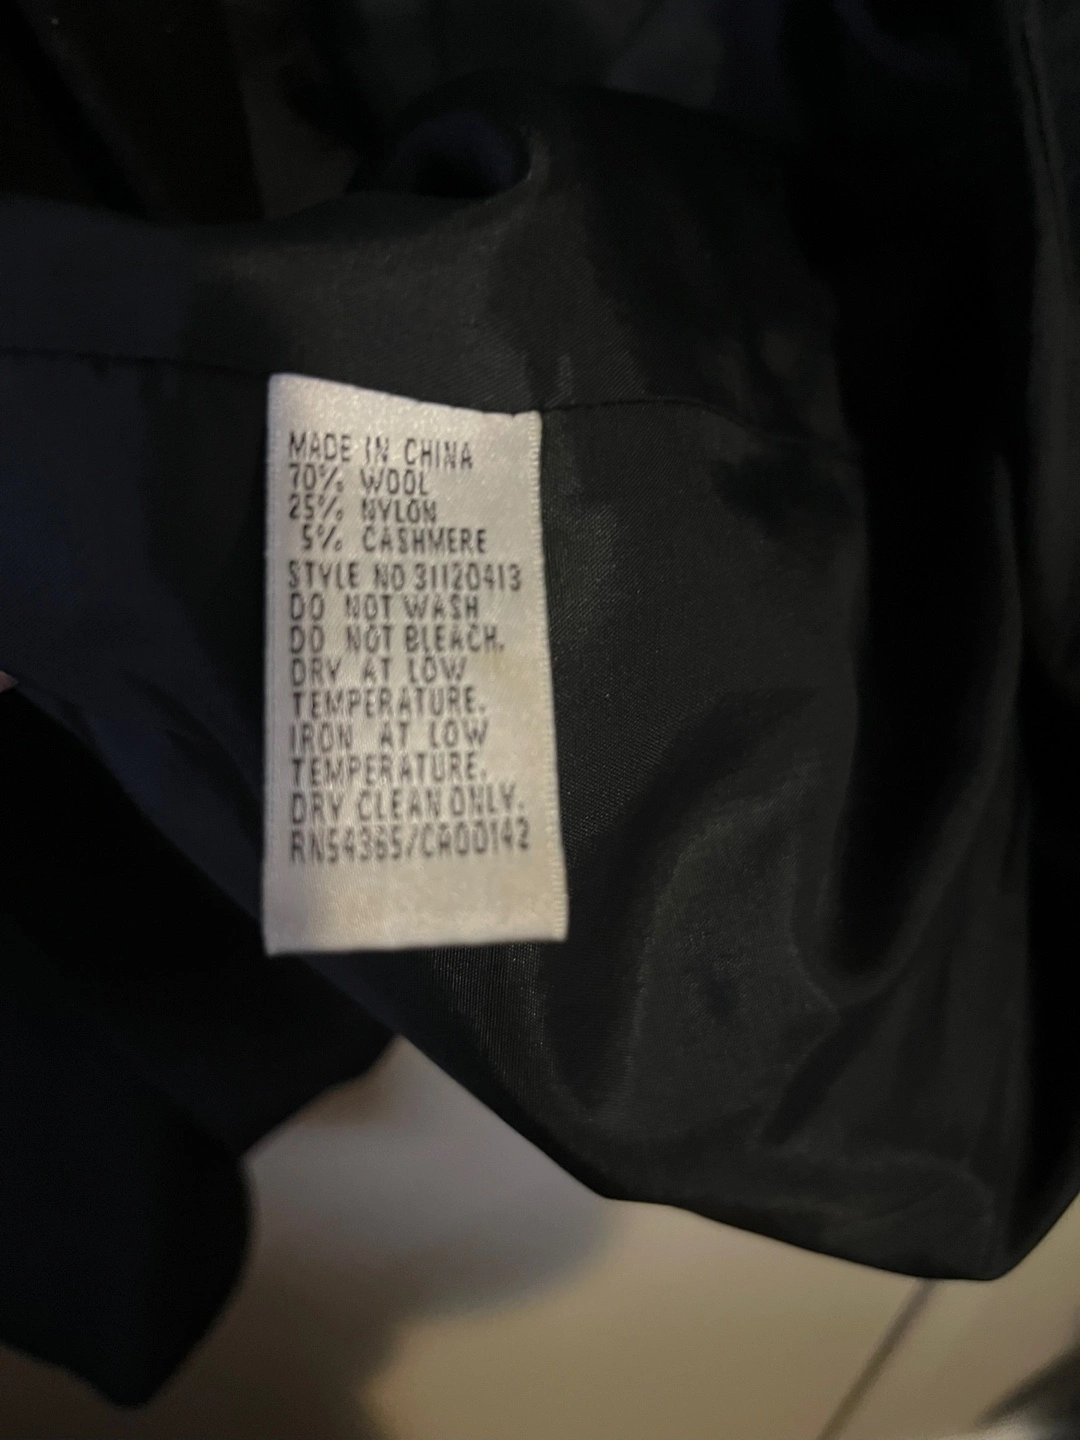 MADE IN CHINA
70% WOOL
25% NYLON
5% CASHMERE
STYLE NO 31120413
DO NOT WASH
DO NOT BLEACH.
DRY AT LOW
TEMPERATURE.
IRON AT LOW
TEMPERATURE.
DRY CLEAN ONLY.
RN54365/CA00142